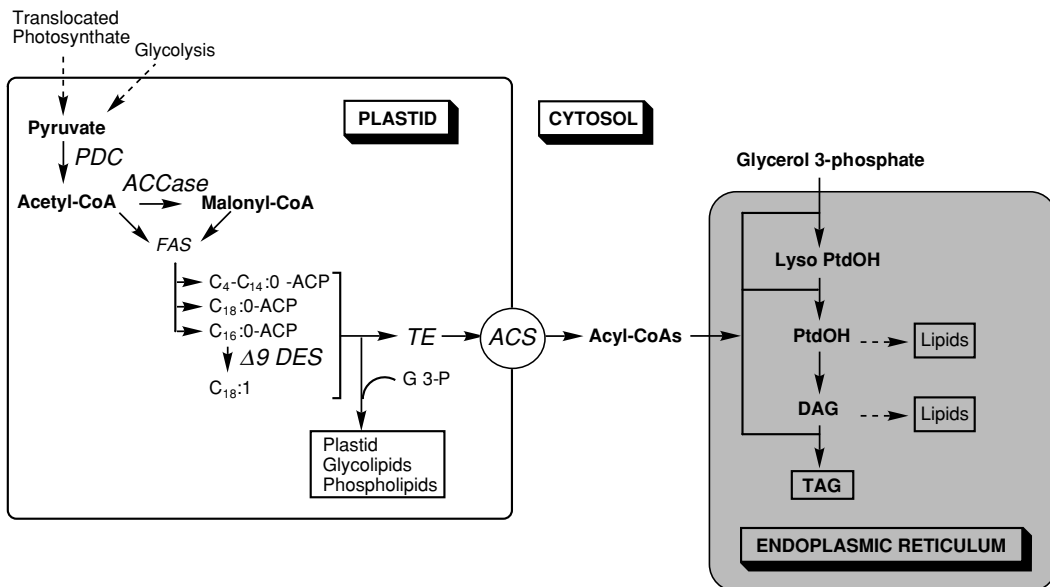 Translocated
Photosynthate
Glycolysis
PLASTID
CYTOSOL
Pyruvate
PDC
ACCase
Acetyl-CoA
Malonyl-CoA
FAS
C₄-C₁₄:0 -ACP
C₁₈:0-ACP
C₁₆:0-ACP
Δ9 DES
C₁₈:1
TE
ACS
Acyl-CoAs
G 3-P
Plastid
Glycolipids
Phospholipids
Glycerol 3-phosphate
Lyso PtdOH
PtdOH
Lipids
DAG
Lipids
TAG
ENDOPLASMIC RETICULUM